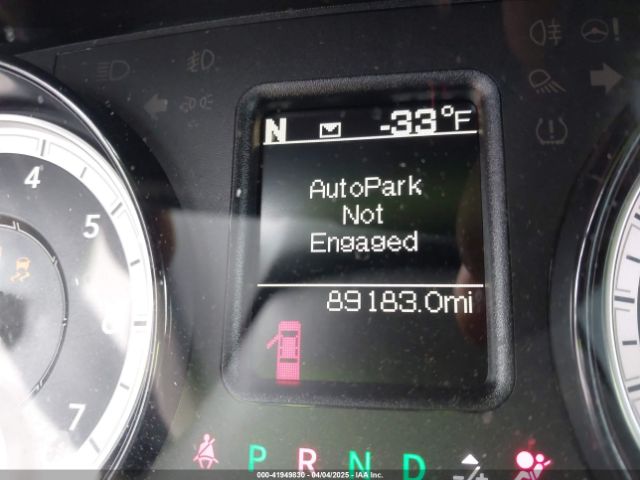 N -33°F
4
AutoPark
5
Not
Engaged
89183.0mi
6
7
P R N D -/+
000-41949830 - 04/04/2025 - IAA Inc.